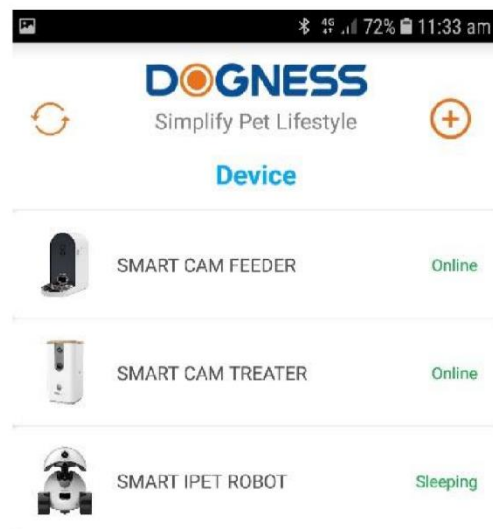 4G 72% 11:33 am
DOGNESS
Simplify Pet Lifestyle
Device
SMART CAM FEEDER Online
SMART CAM TREATER Online
SMART IPET ROBOT Sleeping